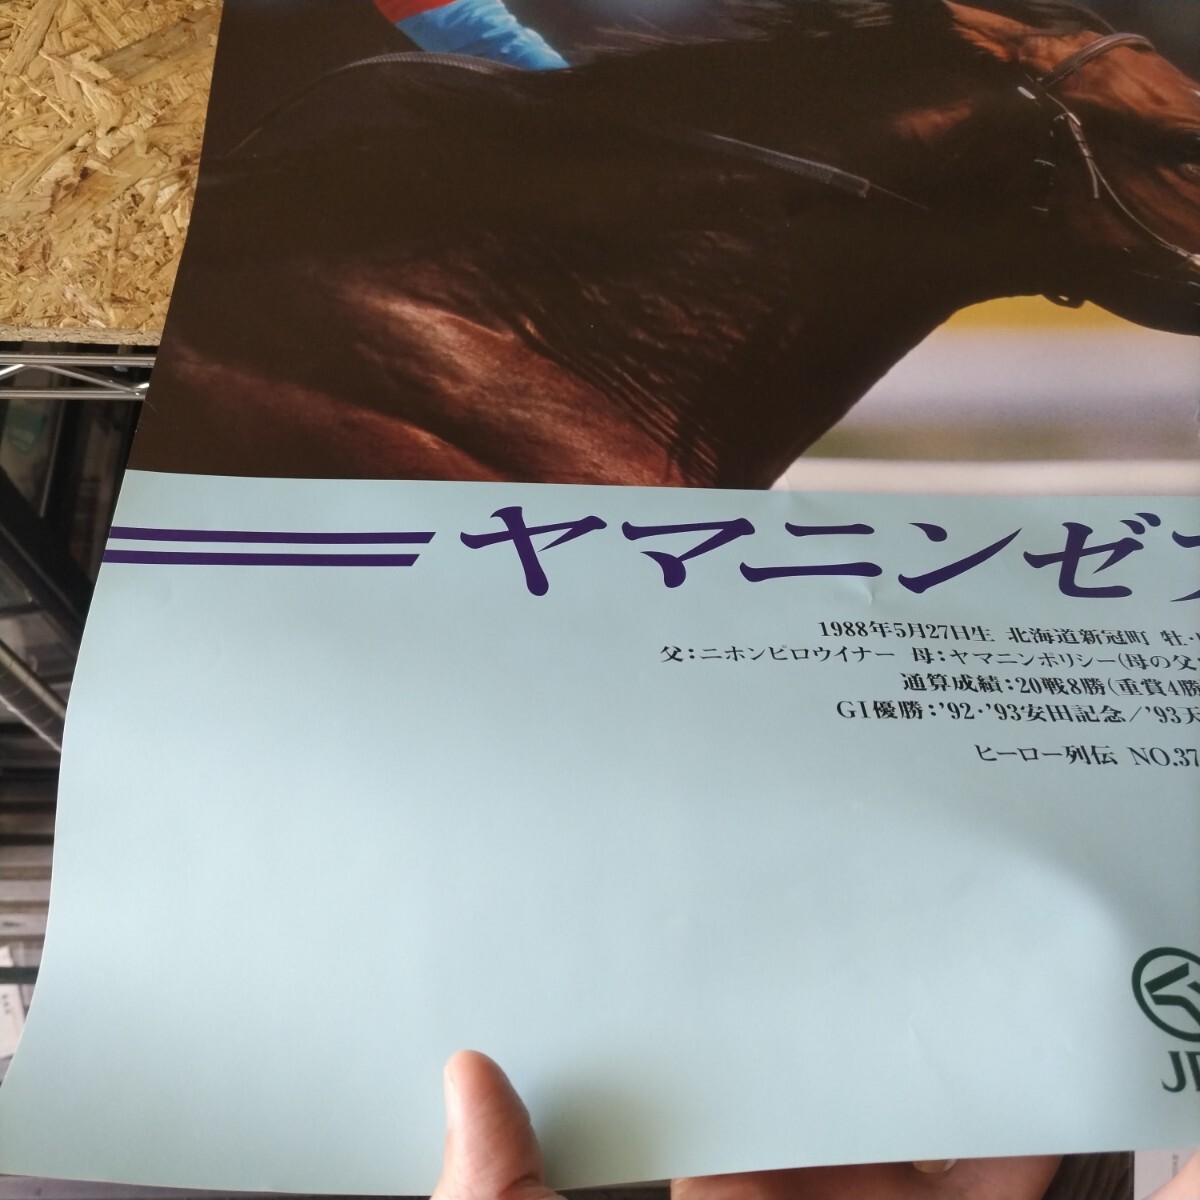 ヤマニンゼフ
1988年5月27日生 北海道新冠町 牡・
父：ニホンピロウイナー 母：ヤマニンポリシー（母の父：
通算成績：20戦8勝（重賞4勝
GI優勝：'92・'93安田記念／'93天
ヒーロー列伝 NO.37
JR